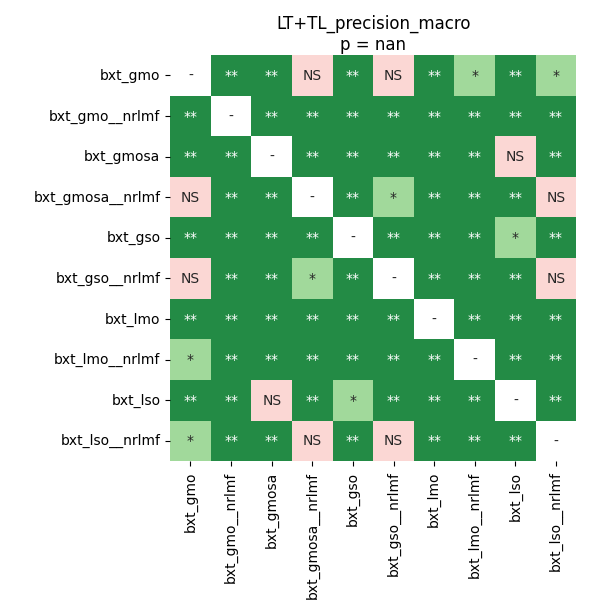 LT+TL_precision_macro
p = nan
bxt_gmo - ** ** NS ** NS ** * ** *
bxt_gmo__nrlmf ** - ** ** ** ** ** ** ** **
bxt_gmosa ** ** - ** ** ** ** ** NS **
bxt_gmosa__nrlmf NS ** ** - ** * ** ** ** NS
bxt_gso ** ** ** ** - ** ** ** * **
bxt_gso__nrlmf NS ** ** * ** - ** ** ** NS
bxt_lmo ** ** ** ** ** ** - ** ** **
bxt_lmo__nrlmf * ** ** ** ** ** ** - ** **
bxt_lso ** ** NS ** * ** ** ** - **
bxt_lso__nrlmf * ** ** NS ** NS ** ** ** -
bxt_gmo
bxt_gmo__nrlmf
bxt_gmosa
bxt_gmosa__nrlmf
bxt_gso
bxt_gso__nrlmf
bxt_lmo
bxt_lmo__nrlmf
bxt_lso
bxt_lso__nrlmf